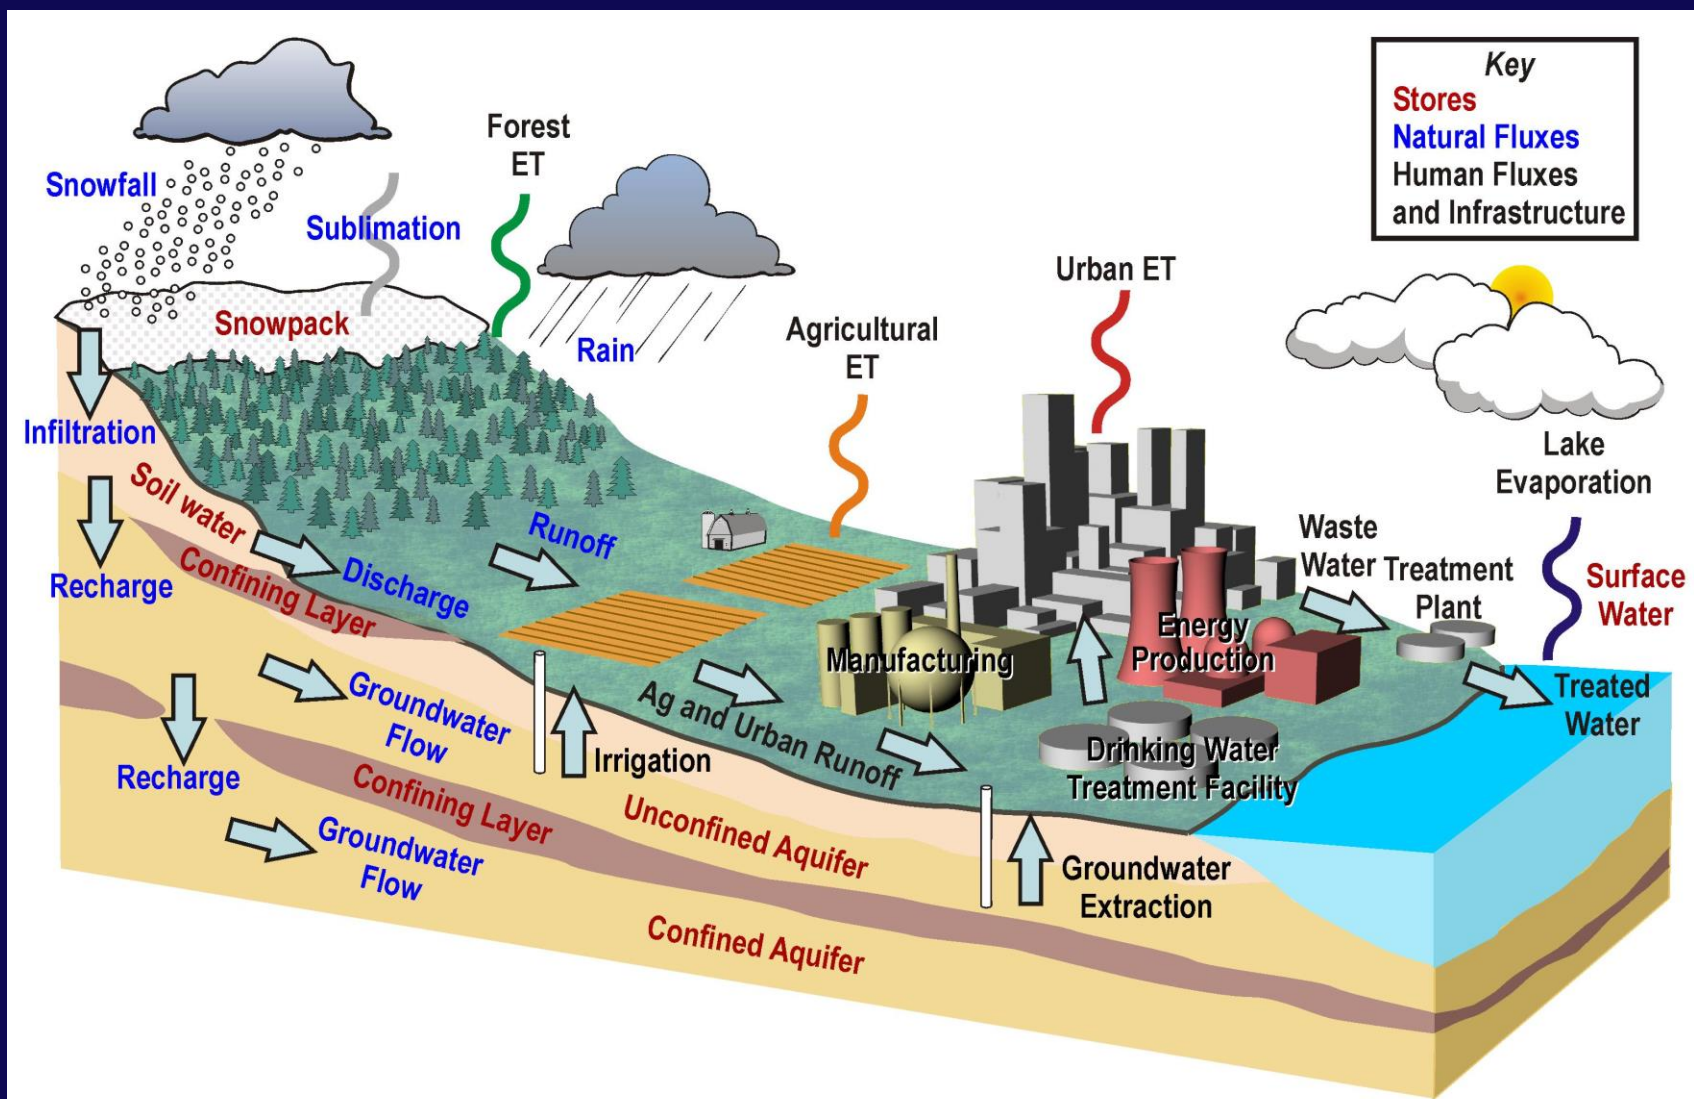 Key
Stores
Natural Fluxes
Human Fluxes
and Infrastructure
Snowfall
Sublimation
Forest
ET
Snowpack
Rain
Agricultural
ET
Urban ET
Lake
Evaporation
Infiltration
Soil water
Recharge
Confining Layer
Discharge
Runoff
Waste
Water
Treatment
Plant
Surface
Water
Manufacturing
Energy
Production
Treated
Water
Groundwater
Flow
Irrigation
Ag and Urban Runoff
Drinking Water
Treatment Facility
Recharge
Confining Layer
Unconfined Aquifer
Groundwater
Flow
Groundwater
Extraction
Confined Aquifer